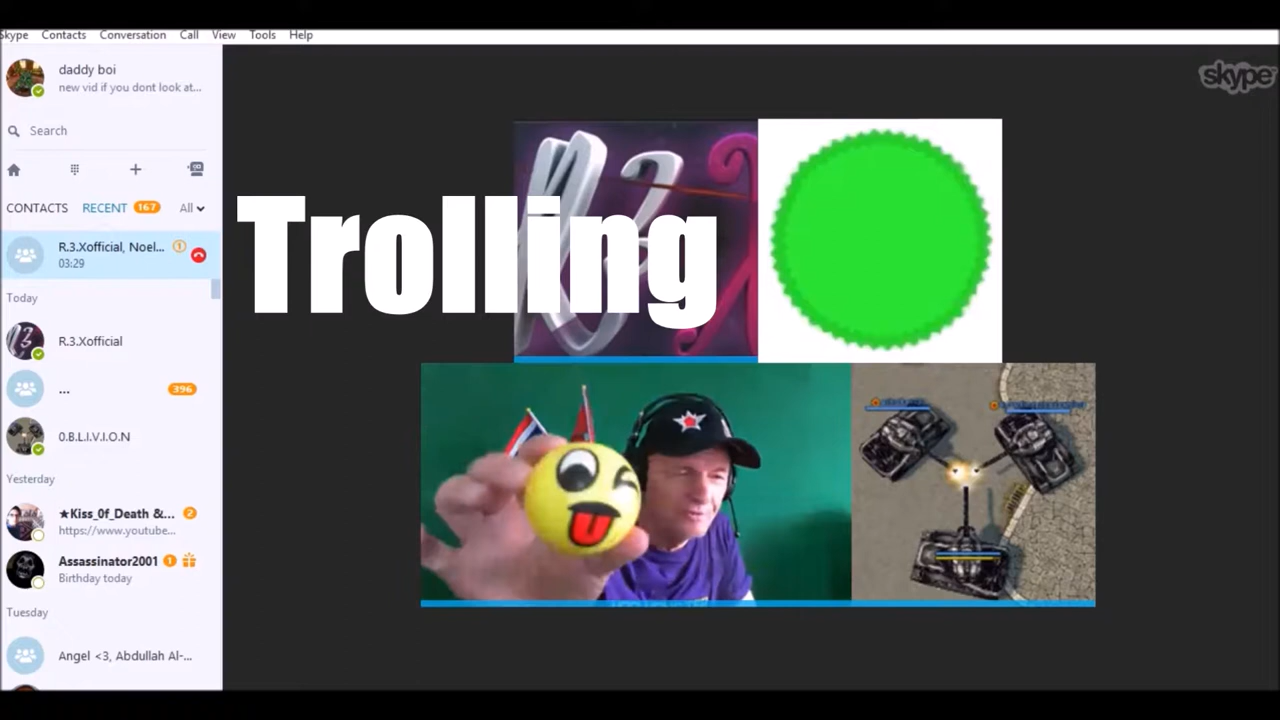 Skype Contacts Conversation Call View Tools Help
daddy boi
new vid if you dont look at...
skype
Search
CONTACTS RECENT 167 All
R.3.Xofficial, Noel... 1
03:29
Trolling
Today
R.3.Xofficial
... 396
0.B.L.I.V.I.O.N
Yesterday
★Kiss_0f_Death &... 2
https://www.youtube...
Assassinator2001 1
Birthday today
Tuesday
Angel <3, Abdullah Al-...